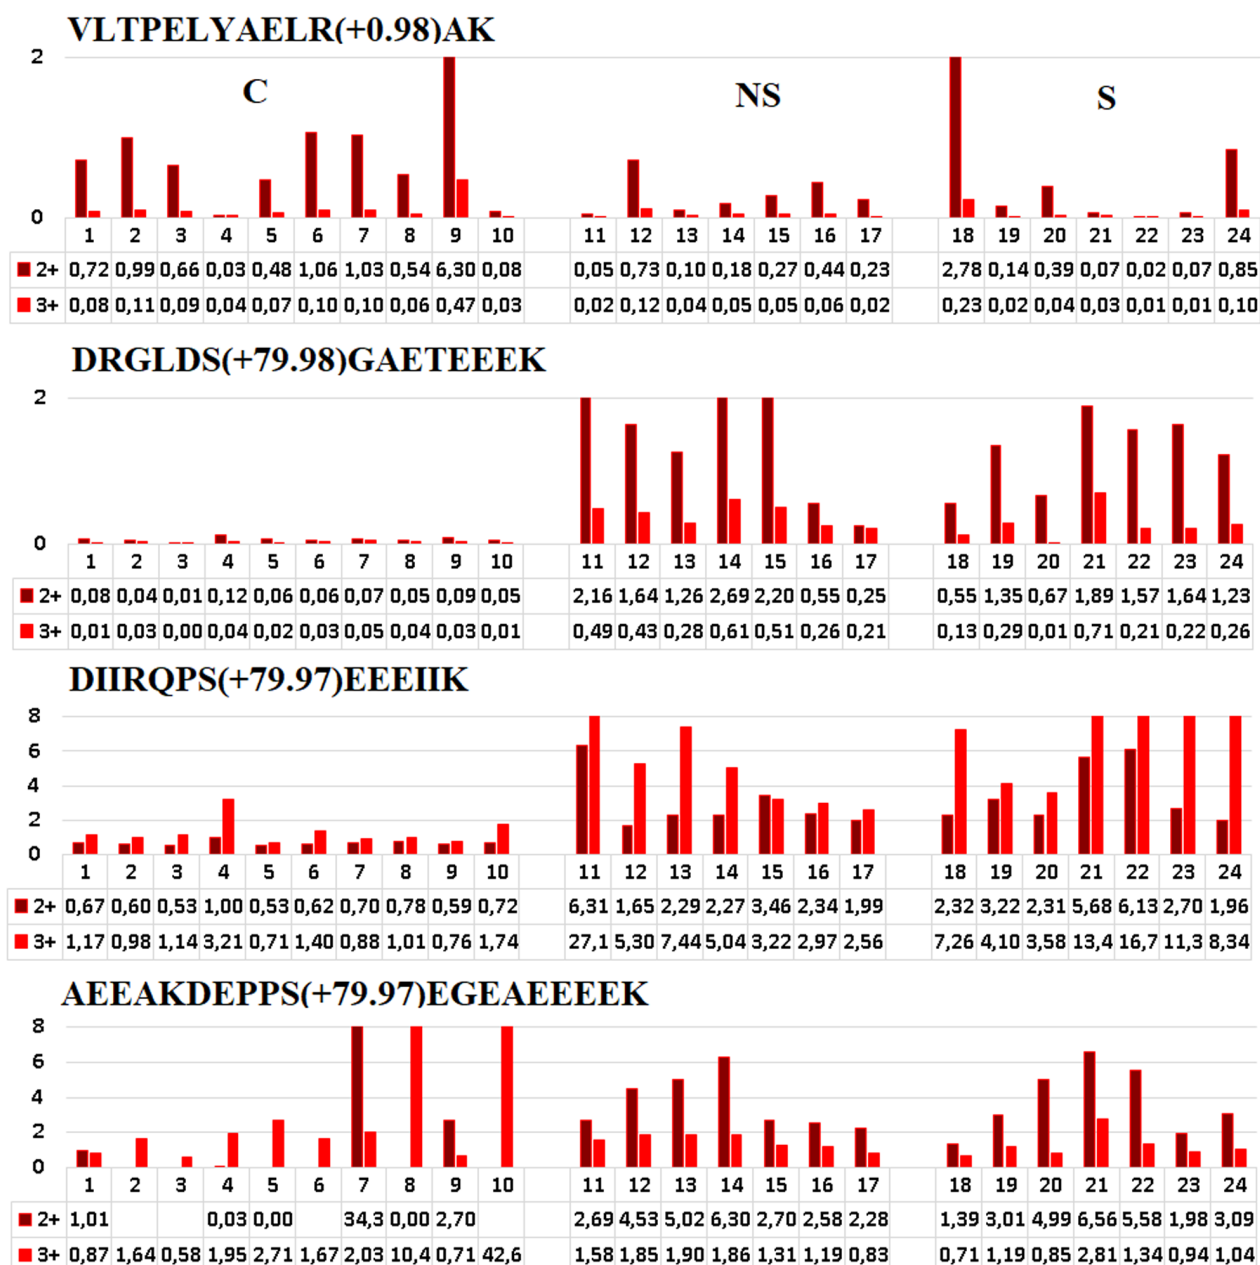 VLTPELYAELR(+0.98)AK
2
C NS S
0
1 2 3 4 5 6 7 8 9 10 11 12 13 14 15 16 17 18 19 20 21 22 23 24
2+ 0,72 0,99 0,66 0,03 0,48 1,06 1,03 0,54 6,30 0,08 0,05 0,73 0,10 0,18 0,27 0,44 0,23 2,78 0,14 0,39 0,07 0,02 0,07 0,85
3+ 0,08 0,11 0,09 0,04 0,07 0,10 0,10 0,06 0,47 0,03 0,02 0,12 0,04 0,05 0,05 0,06 0,02 0,23 0,02 0,04 0,03 0,01 0,01 0,10
DRGLDS(+79.98)GAETEEEK
2
0
1 2 3 4 5 6 7 8 9 10 11 12 13 14 15 16 17 18 19 20 21 22 23 24
2+ 0,08 0,04 0,01 0,12 0,06 0,06 0,07 0,05 0,09 0,05 2,16 1,64 1,26 2,69 2,20 0,55 0,25 0,55 1,35 0,67 1,89 1,57 1,64 1,23
3+ 0,01 0,03 0,00 0,04 0,02 0,03 0,05 0,04 0,03 0,01 0,49 0,43 0,28 0,61 0,51 0,26 0,21 0,13 0,29 0,01 0,71 0,21 0,22 0,26
DIIRQPS(+79.97)EEEIIK
8
6
4
2
0
1 2 3 4 5 6 7 8 9 10 11 12 13 14 15 16 17 18 19 20 21 22 23 24
2+ 0,67 0,60 0,53 1,00 0,53 0,62 0,70 0,78 0,59 0,72 6,31 1,65 2,29 2,27 3,46 2,34 1,99 2,32 3,22 2,31 5,68 6,13 2,70 1,96
3+ 1,17 0,98 1,14 3,21 0,71 1,40 0,88 1,01 0,76 1,74 27,1 5,30 7,44 5,04 3,22 2,97 2,56 7,26 4,10 3,58 13,4 16,7 11,3 8,34
AEEAKDEPPS(+79.97)EGEAEEEEK
8
6
4
2
0
1 2 3 4 5 6 7 8 9 10 11 12 13 14 15 16 17 18 19 20 21 22 23 24
2+ 1,01 0,03 0,00 34,3 0,00 2,70 2,69 4,53 5,02 6,30 2,70 2,58 2,28 1,39 3,01 4,99 6,56 5,58 1,98 3,09
3+ 0,87 1,64 0,58 1,95 2,71 1,67 2,03 10,4 0,71 42,6 1,58 1,85 1,90 1,86 1,31 1,19 0,83 0,71 1,19 0,85 2,81 1,34 0,94 1,04